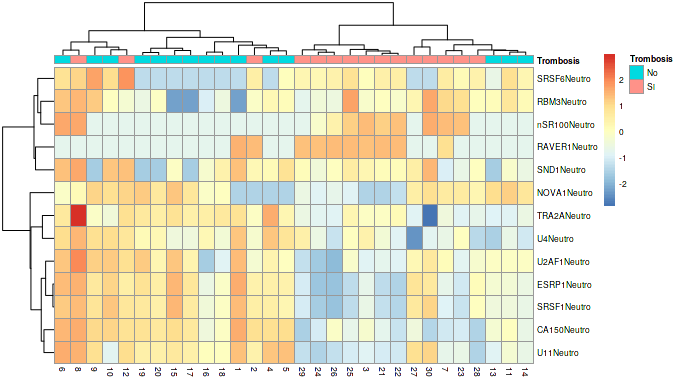 Trombosis
Trombosis
No
SI
2
1
0
-1
-2
SRSF6Neutro
RBM3Neutro
nSR100Neutro
RAVER1Neutro
SND1Neutro
NOVA1Neutro
TRA2ANeutro
U4Neutro
U2AF1Neutro
ESRP1Neutro
SRSF1Neutro
CA150Neutro
U11Neutro
6 8 9 10 12 19 20 15 17 16 18 1 2 4 5 29 24 26 25 3 21 22 27 30 7 23 28 13 11 14